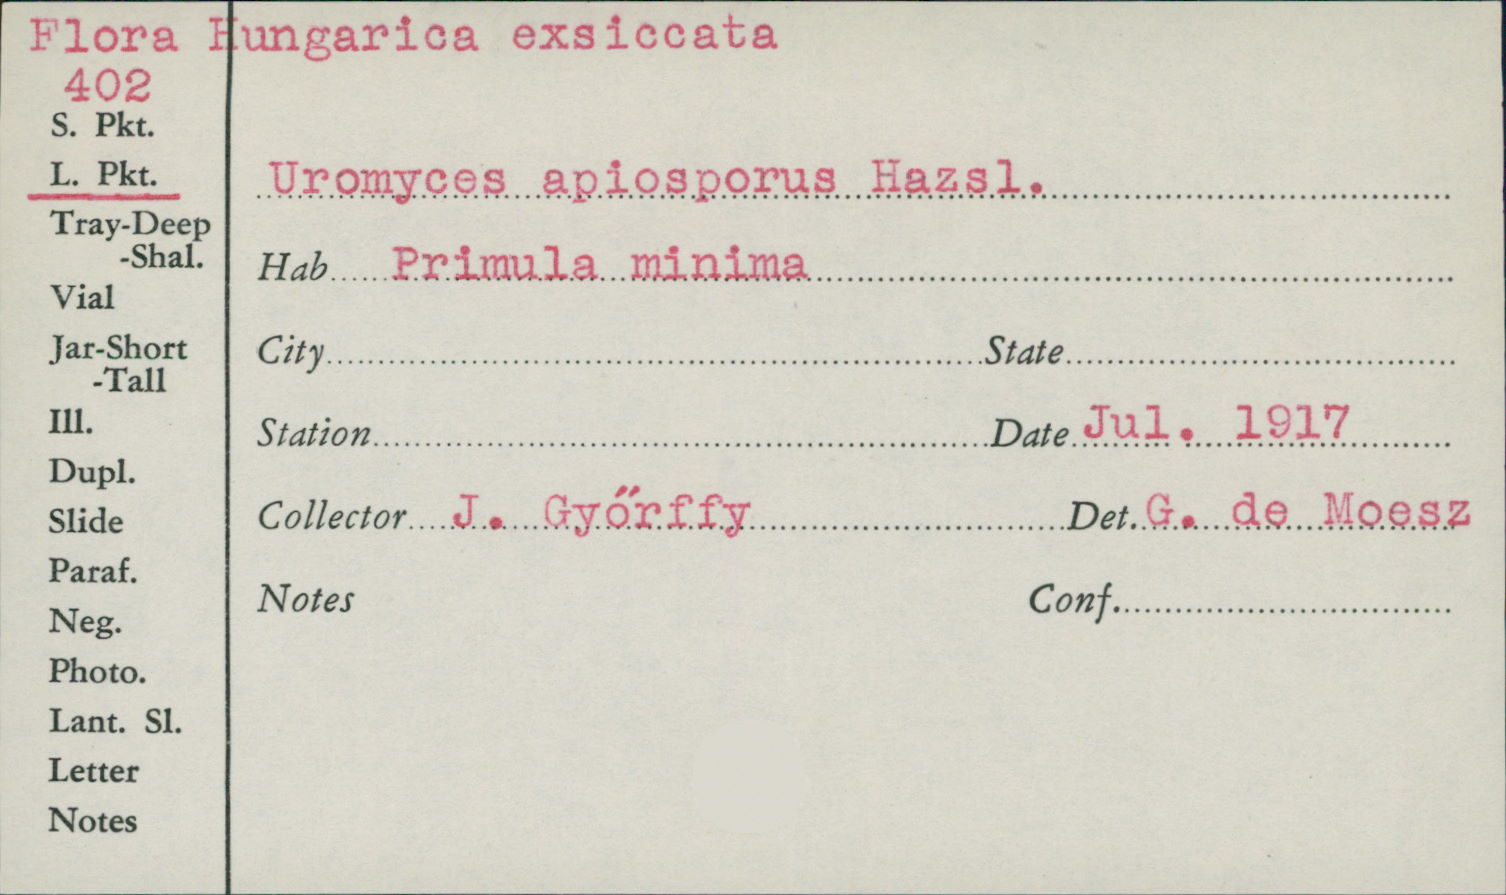 Flora Hungarica exsiccata
402
S. Pkt.
L. Pkt.
Tray-Deep
-Shal.
Vial
Jar-Short
-Tall
Ill.
Dupl.
Slide
Paraf.
Neg.
Photo.
Lant. Sl.
Letter
Notes
Uromyces apiosporus Hazsl.
Hab Primula minima
City State
Station Date Jul. 1917
Collector J. Győrffy Det. G. de Moesz
Notes Conf.